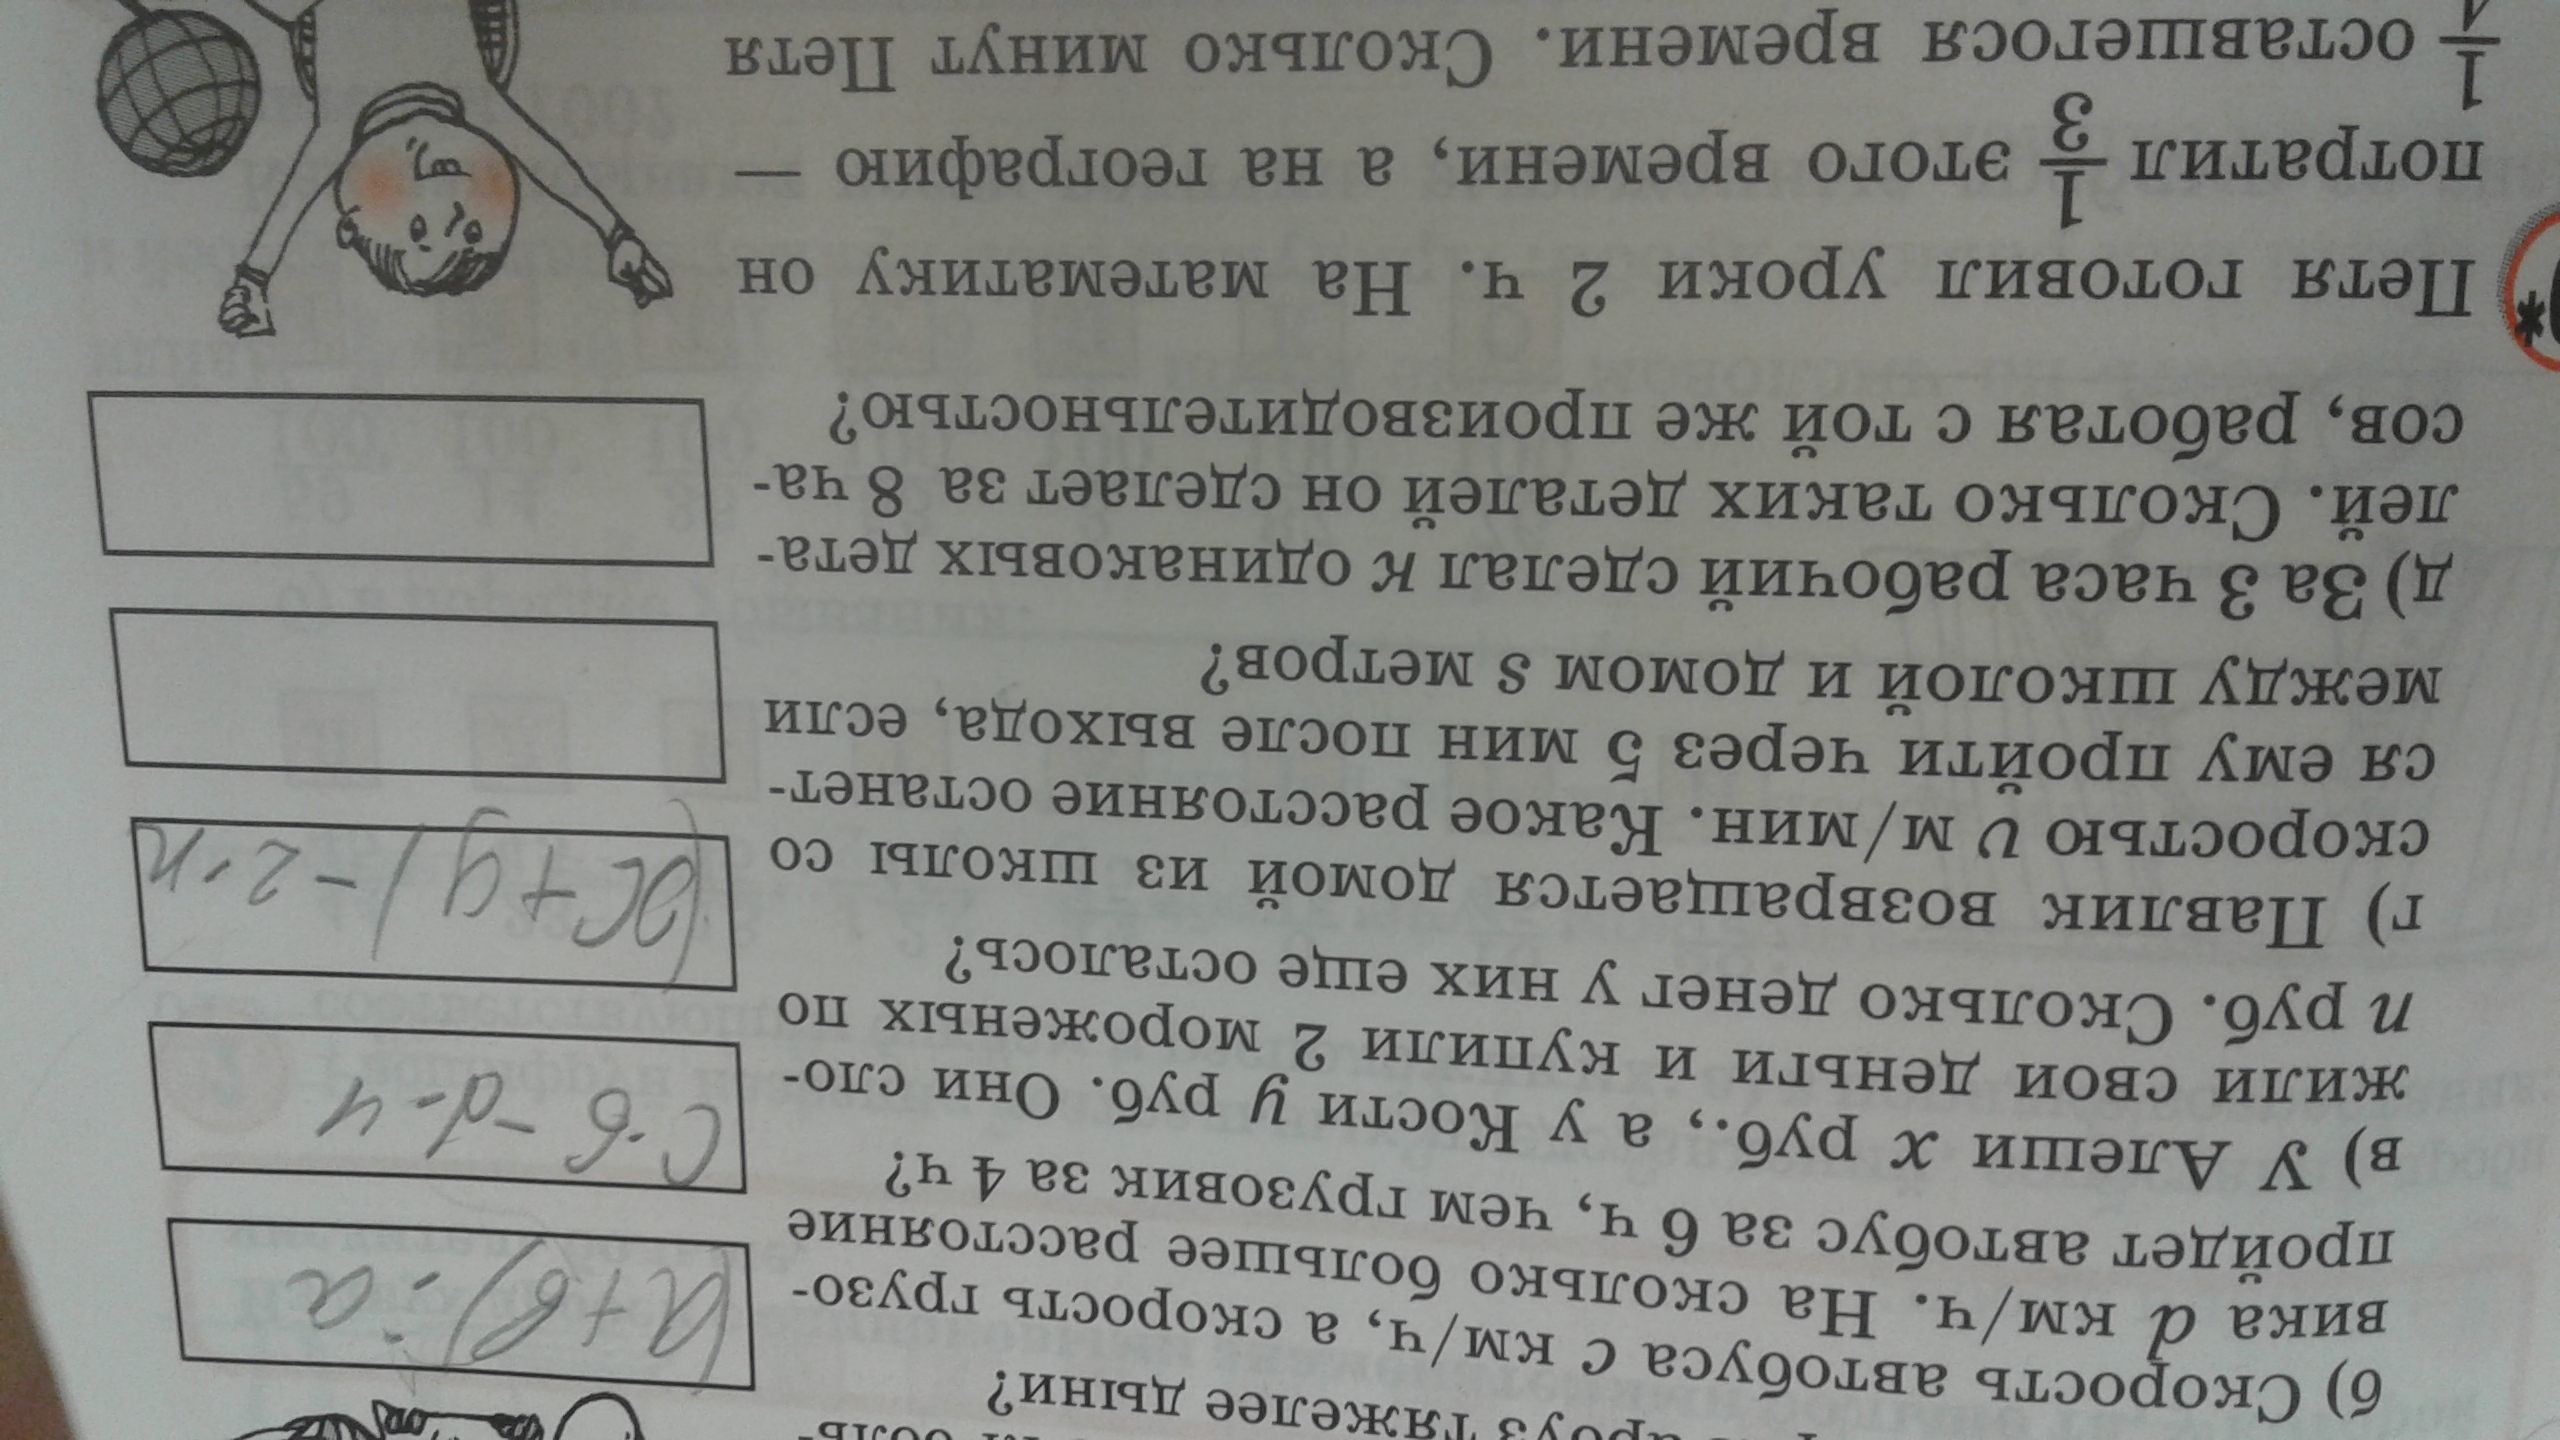 тяжелее дыни?
(a+b):a
б) Скорость автобуса c км/ч, а скорость грузо-
вика d км/ч. На сколько большее расстояние
пройдет автобус за 6 ч, чем грузовик за 4 ч?
c·6-d·4
в) У Алеши x руб., а у Кости y руб. Они сло-
жили свои деньги и купили 2 мороженых по
n руб. Сколько денег у них еще осталось?
(x+y)-2·n
г) Павлик возвращается домой из школы со
скоростью v м/мин. Какое расстояние останет-
ся ему пройти через 5 мин после выхода, если
между школой и домом s метров?
д) За 3 часа рабочий сделал к одинаковых дета-
лей. Сколько таких деталей он сделает за 8 ча-
сов, работая с той же производительностью?
Петя готовил уроки 2 ч. На математику он
потратил 1/3 этого времени, а на географию —
оставшегося времени. Сколько минут Петя